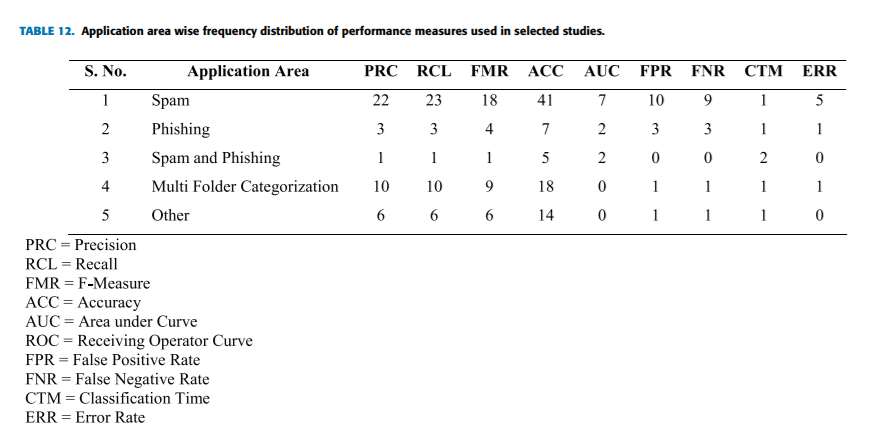 TABLE 12. Application area wise frequency distribution of performance measures used in selected studies.
S. No. Application Area PRC RCL FMR ACC AUC FPR FNR CTM ERR
1 Spam 22 23 18 41 7 10 9 1 5
2 Phishing 3 3 4 7 2 3 3 1 1
3 Spam and Phishing 1 1 1 5 2 0 0 2 0
4 Multi Folder Categorization 10 10 9 18 0 1 1 1 1
5 Other 6 6 6 14 0 1 1 1 0
PRC = Precision
RCL = Recall
FMR = F-Measure
ACC = Accuracy
AUC = Area under Curve
ROC = Receiving Operator Curve
FPR = False Positive Rate
FNR = False Negative Rate
CTM = Classification Time
ERR = Error Rate